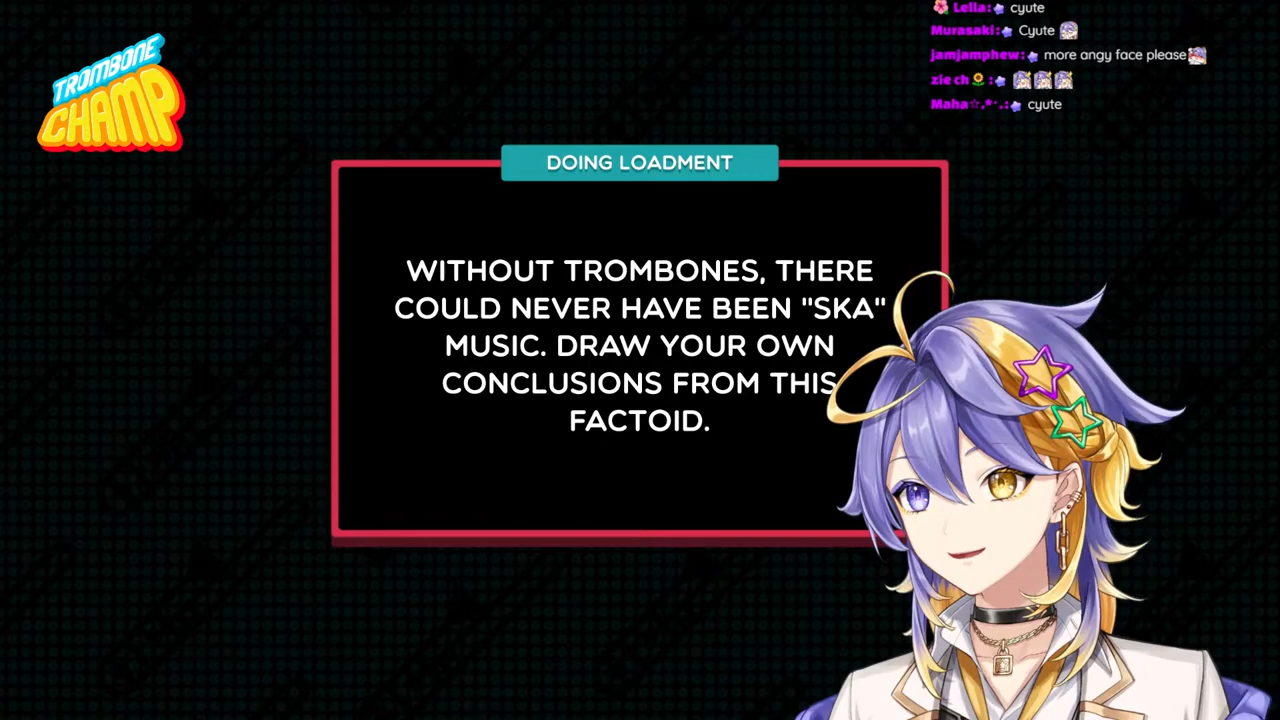 TROMBONE
CHAMP
Lella: cyute
Murasaki: Cyute
jamjamphew: more angy face please
zie ch :
Maha☆.*･.: cyute
DOING LOADMENT
WITHOUT TROMBONES, THERE
COULD NEVER HAVE BEEN "SKA"
MUSIC. DRAW YOUR OWN
CONCLUSIONS FROM THIS
FACTOID.